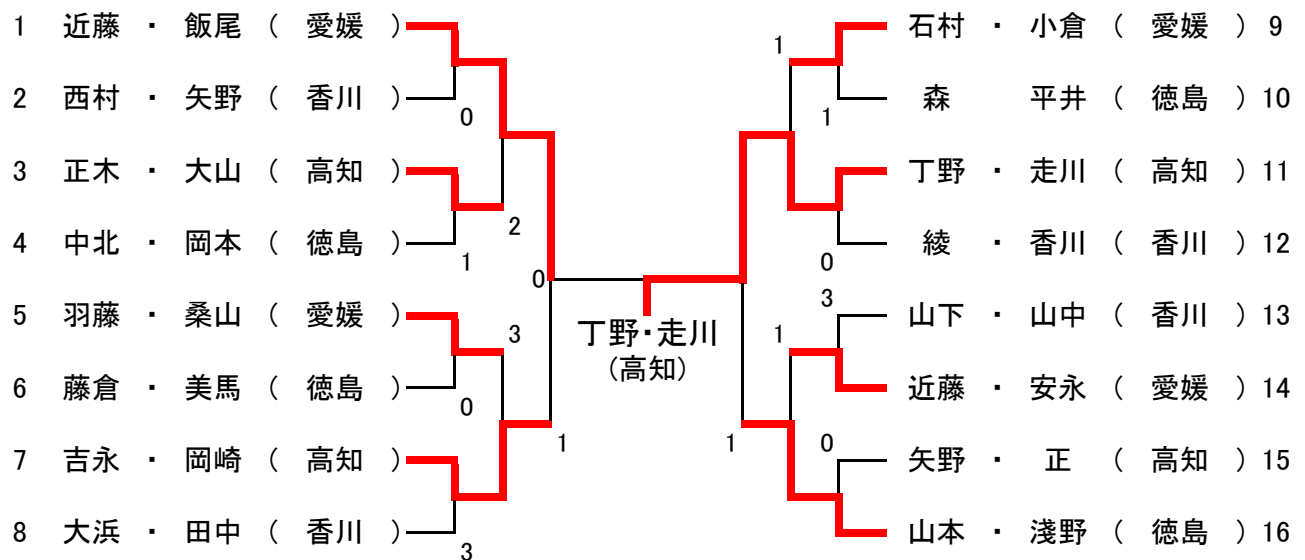 1 近藤 ・ 飯尾 ( 愛媛 )
2 西村 ・ 矢野 ( 香川 )
0
3 正木 ・ 大山 ( 高知 )
2
4 中北 ・ 岡本 ( 徳島 )
1
0
5 羽藤 ・ 桑山 ( 愛媛 )
3
6 藤倉 ・ 美馬 ( 徳島 )
0
1
7 吉永 ・ 岡崎 ( 高知 )
8 大浜 ・ 田中 ( 香川 )
3
丁野・走川
(高知)
石村 ・ 小倉 ( 愛媛 ) 9
1
森 平井 ( 徳島 ) 10
1
丁野 ・ 走川 ( 高知 ) 11
綾 ・ 香川 ( 香川 ) 12
0
3
山下 ・ 山中 ( 香川 ) 13
1
近藤 ・ 安永 ( 愛媛 ) 14
0
1
矢野 ・ 正 ( 高知 ) 15
山本 ・ 淺野 ( 徳島 ) 16